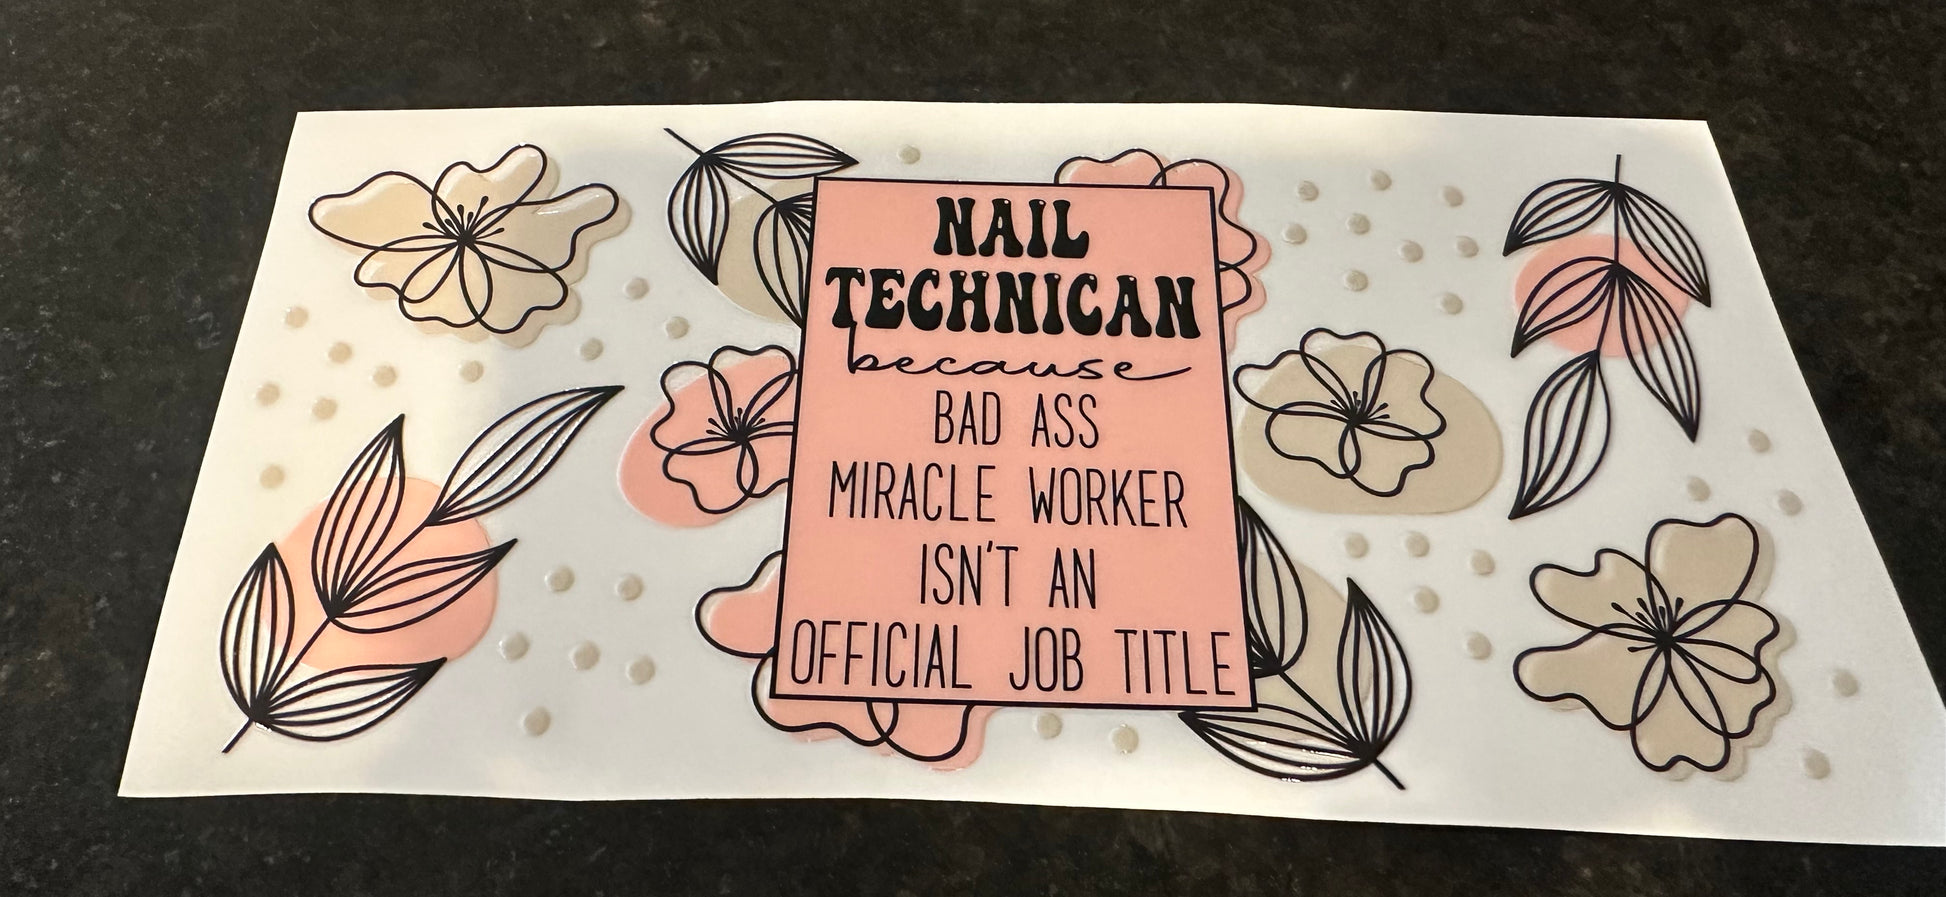 NAIL
TECHNICAN
because
BAD ASS
MIRACLE WORKER
ISN'T AN
OFFICIAL JOB TITLE